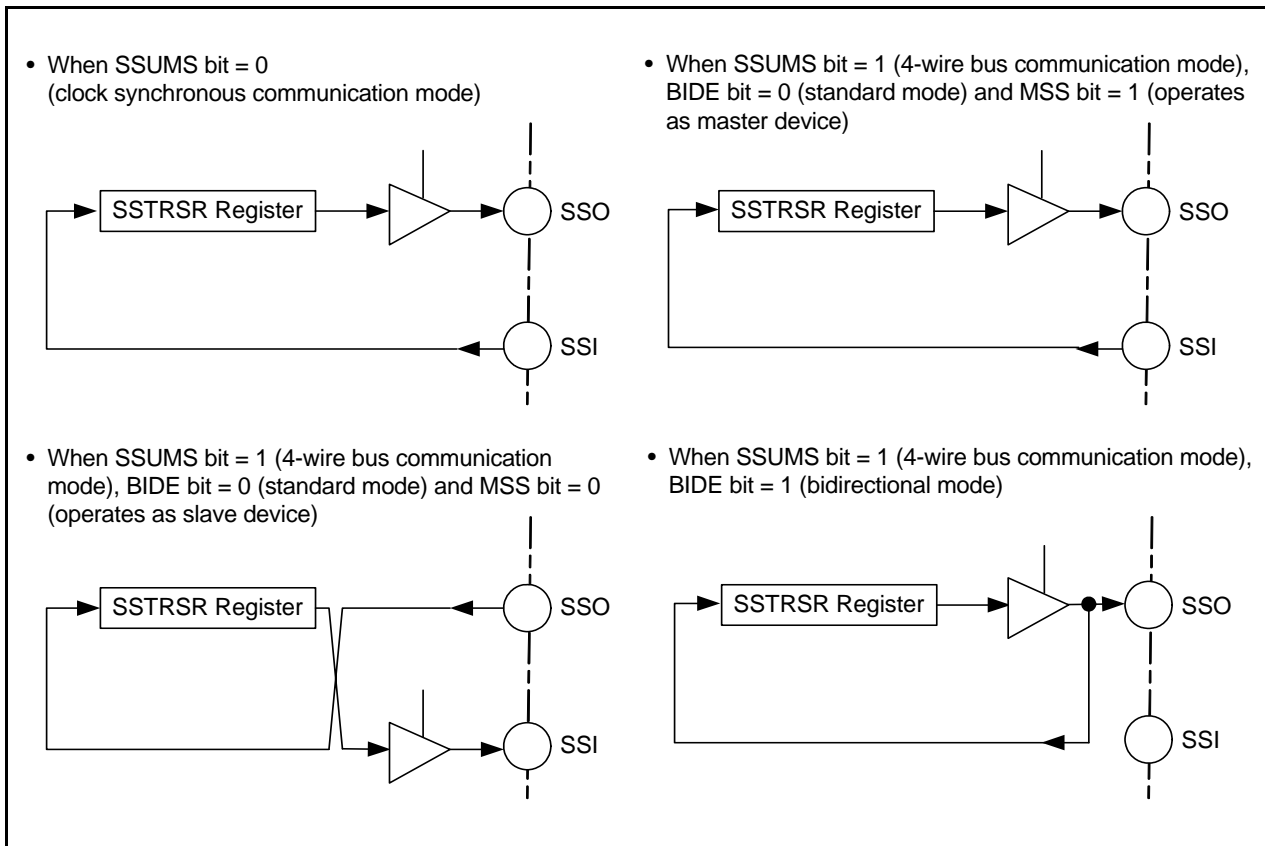 • When SSUMS bit = 0
(clock synchronous communication mode)
SSTRSR Register
SSO
SSI
• When SSUMS bit = 1 (4-wire bus communication mode),
BIDE bit = 0 (standard mode) and MSS bit = 1 (operates
as master device)
SSTRSR Register
SSO
SSI
• When SSUMS bit = 1 (4-wire bus communication
mode), BIDE bit = 0 (standard mode) and MSS bit = 0
(operates as slave device)
SSTRSR Register
SSO
SSI
• When SSUMS bit = 1 (4-wire bus communication mode),
BIDE bit = 1 (bidirectional mode)
SSTRSR Register
SSO
SSI